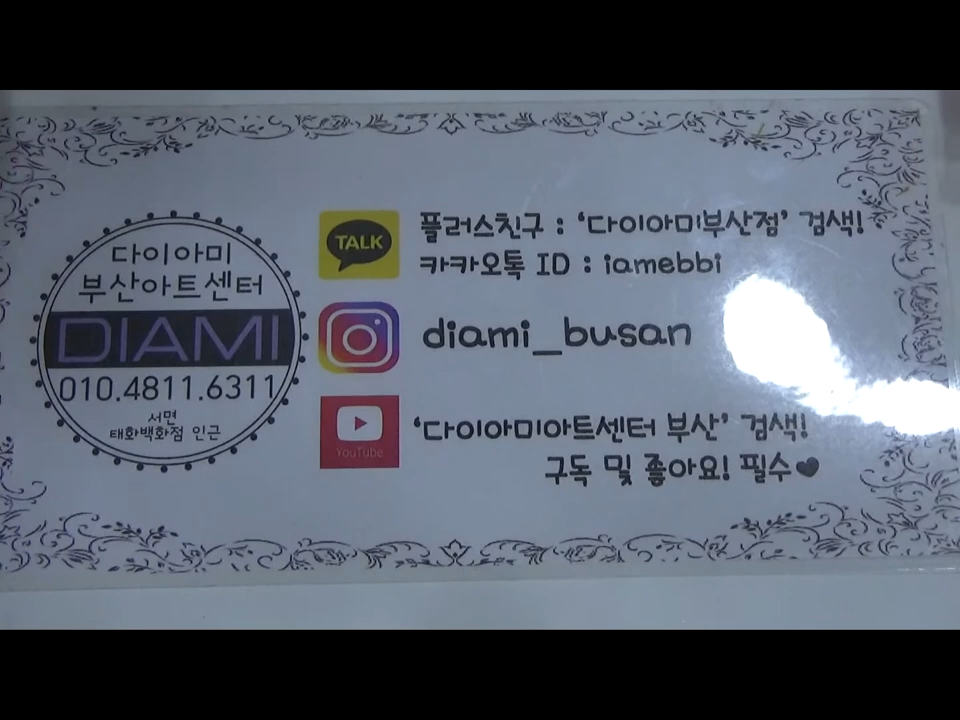 다이아미
부산아트센터
DIAMI
010.4811.6311
서면
태화백화점 인근
TALK
플러스친구 : ‘다이아미부산점’ 검색!
카카오톡 ID : iamebbi
diami_busan
YouTube
‘다이아미아트센터 부산’ 검색!
구독 및 좋아요! 필수♥